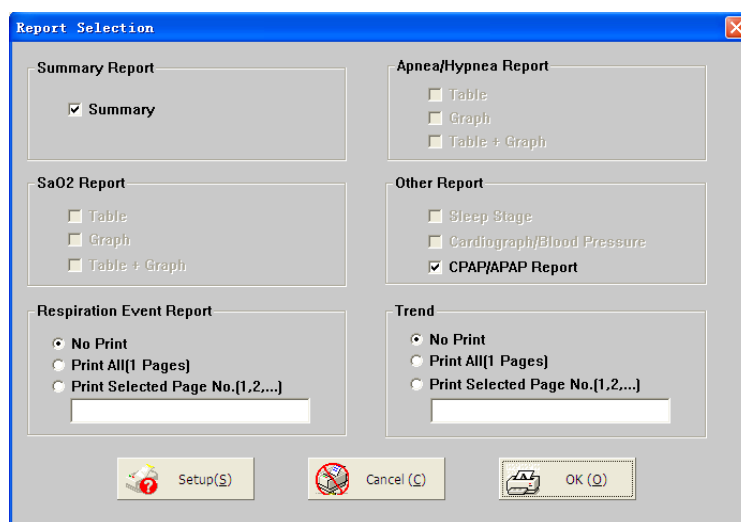 Report Selection
Summary Report
Summary
Apnea/Hypnea Report
Table
Graph
Table + Graph
SaO2 Report
Table
Graph
Table + Graph
Other Report
Sleep Stage
Cardiograph/Blood Pressure
CPAP/APAP Report
Respiration Event Report
No Print
Print All(1 Pages)
Print Selected Page No.(1,2,...)
Trend
No Print
Print All(1 Pages)
Print Selected Page No.(1,2,...)
Setup(S)
Cancel (C)
OK (O)